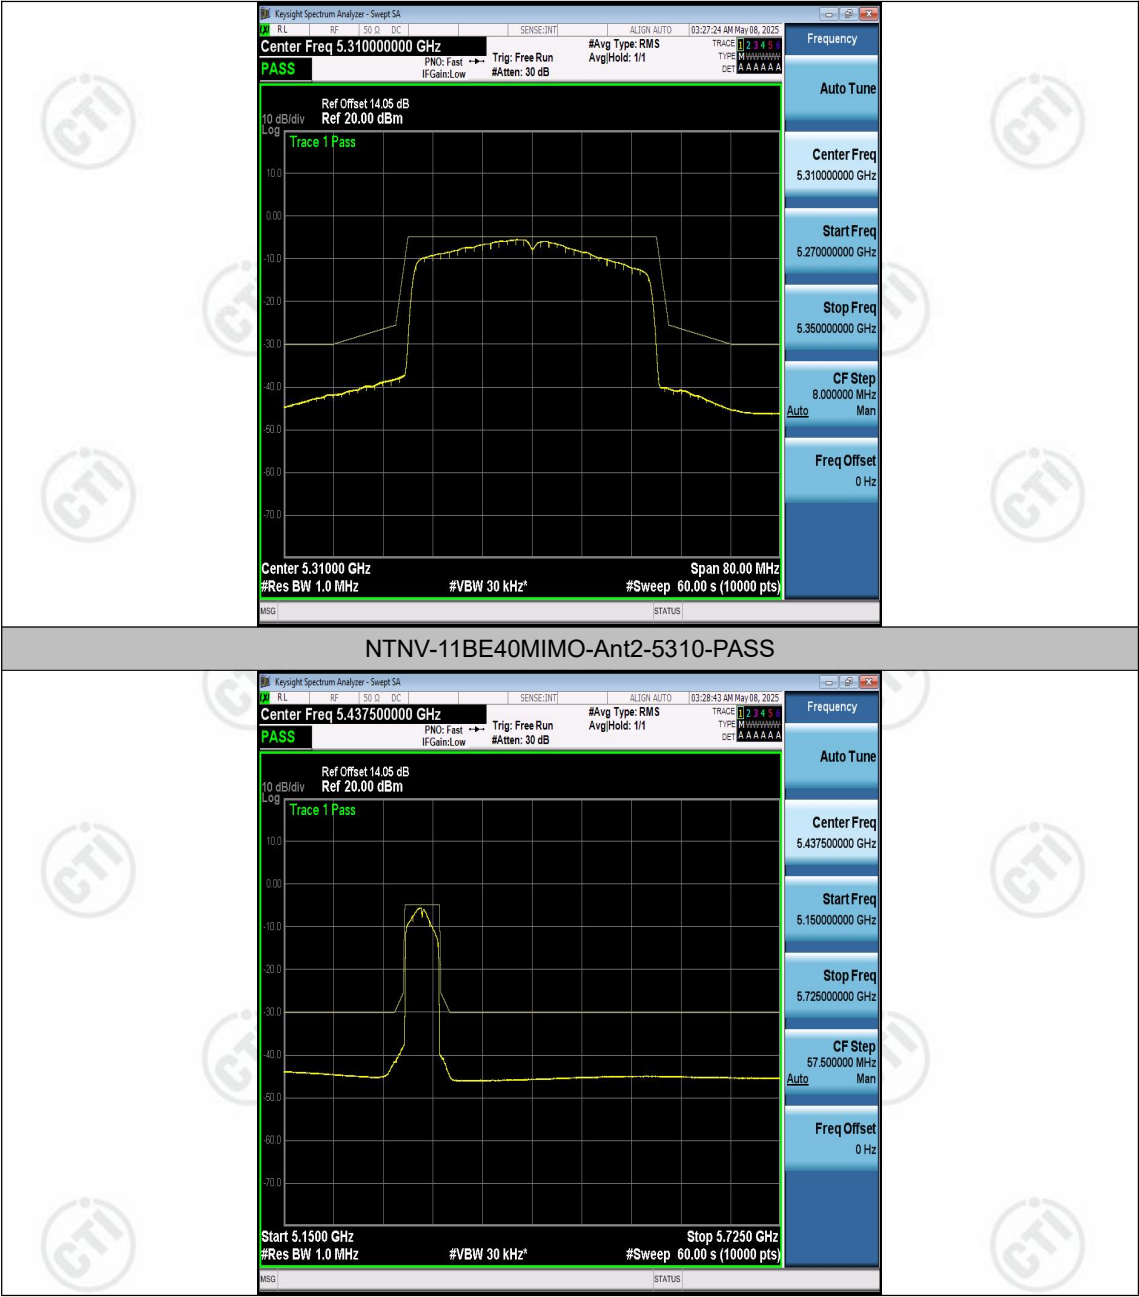 Keysight Spectrum Analyzer - Swept SA
RL RF 50 Ω DC SENSE:INT ALIGN AUTO 03:27:24 AM May 08, 2025
Center Freq 5.310000000 GHz
#Avg Type: RMS
TRACE 1 2 3 4 5 6
PASS
PNO: Fast
IFGain:Low
Trig: Free Run
#Atten: 30 dB
Avg|Hold: 1/1
TYPE M
DET A A A A A A
Frequency
Auto Tune
Ref Offset 14.05 dB
10 dB/div Ref 20.00 dBm
Log
Trace 1 Pass
10.0
0.00
-10.0
-20.0
-30.0
-40.0
-50.0
-60.0
-70.0
Center Freq
5.310000000 GHz
Start Freq
5.270000000 GHz
Stop Freq
5.350000000 GHz
CF Step
8.000000 MHz
Auto Man
Freq Offset
0 Hz
Center 5.31000 GHz Span 80.00 MHz
#Res BW 1.0 MHz #VBW 30 kHz* #Sweep 60.00 s (10000 pts)
MSG STATUS
NTNV-11BE40MIMO-Ant2-5310-PASS
Keysight Spectrum Analyzer - Swept SA
RL RF 50 Ω DC SENSE:INT ALIGN AUTO 03:28:43 AM May 08, 2025
Center Freq 5.437500000 GHz
#Avg Type: RMS
TRACE 1 2 3 4 5 6
PASS
PNO: Fast
IFGain:Low
Trig: Free Run
#Atten: 30 dB
Avg|Hold: 1/1
TYPE M
DET A A A A A A
Frequency
Auto Tune
Ref Offset 14.05 dB
10 dB/div Ref 20.00 dBm
Log
Trace 1 Pass
10.0
0.00
-10.0
-20.0
-30.0
-40.0
-50.0
-60.0
-70.0
Center Freq
5.437500000 GHz
Start Freq
5.150000000 GHz
Stop Freq
5.725000000 GHz
CF Step
57.500000 MHz
Auto Man
Freq Offset
0 Hz
Start 5.1500 GHz Stop 5.7250 GHz
#Res BW 1.0 MHz #VBW 30 kHz* #Sweep 60.00 s (10000 pts)
MSG STATUS
CTI
CTI
CTI
CTI
CTI
CTI
CTI
CTI
CTI
CTI
CTI
CTI